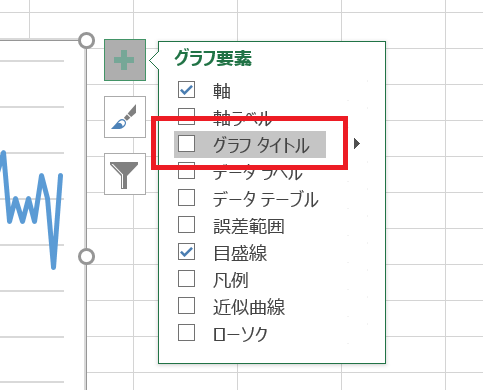 グラフ要素
軸
軸ラベル
グラフ タイトル
データ ラベル
データ テーブル
誤差範囲
目盛線
凡例
近似曲線
ローソク